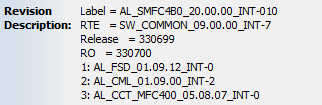 Revision Label = AL_SMFC4B0_20.00.00_INT-010
Description: RTE = SW_COMMON_09.00.00_INT-7
Release = 330699
RO = 330700
1: AL_FSD_01.09.12_INT-0
2: AL_CML_01.09.00_INT-2
3: AL_CCT_MFC400_05.08.07_INT-0